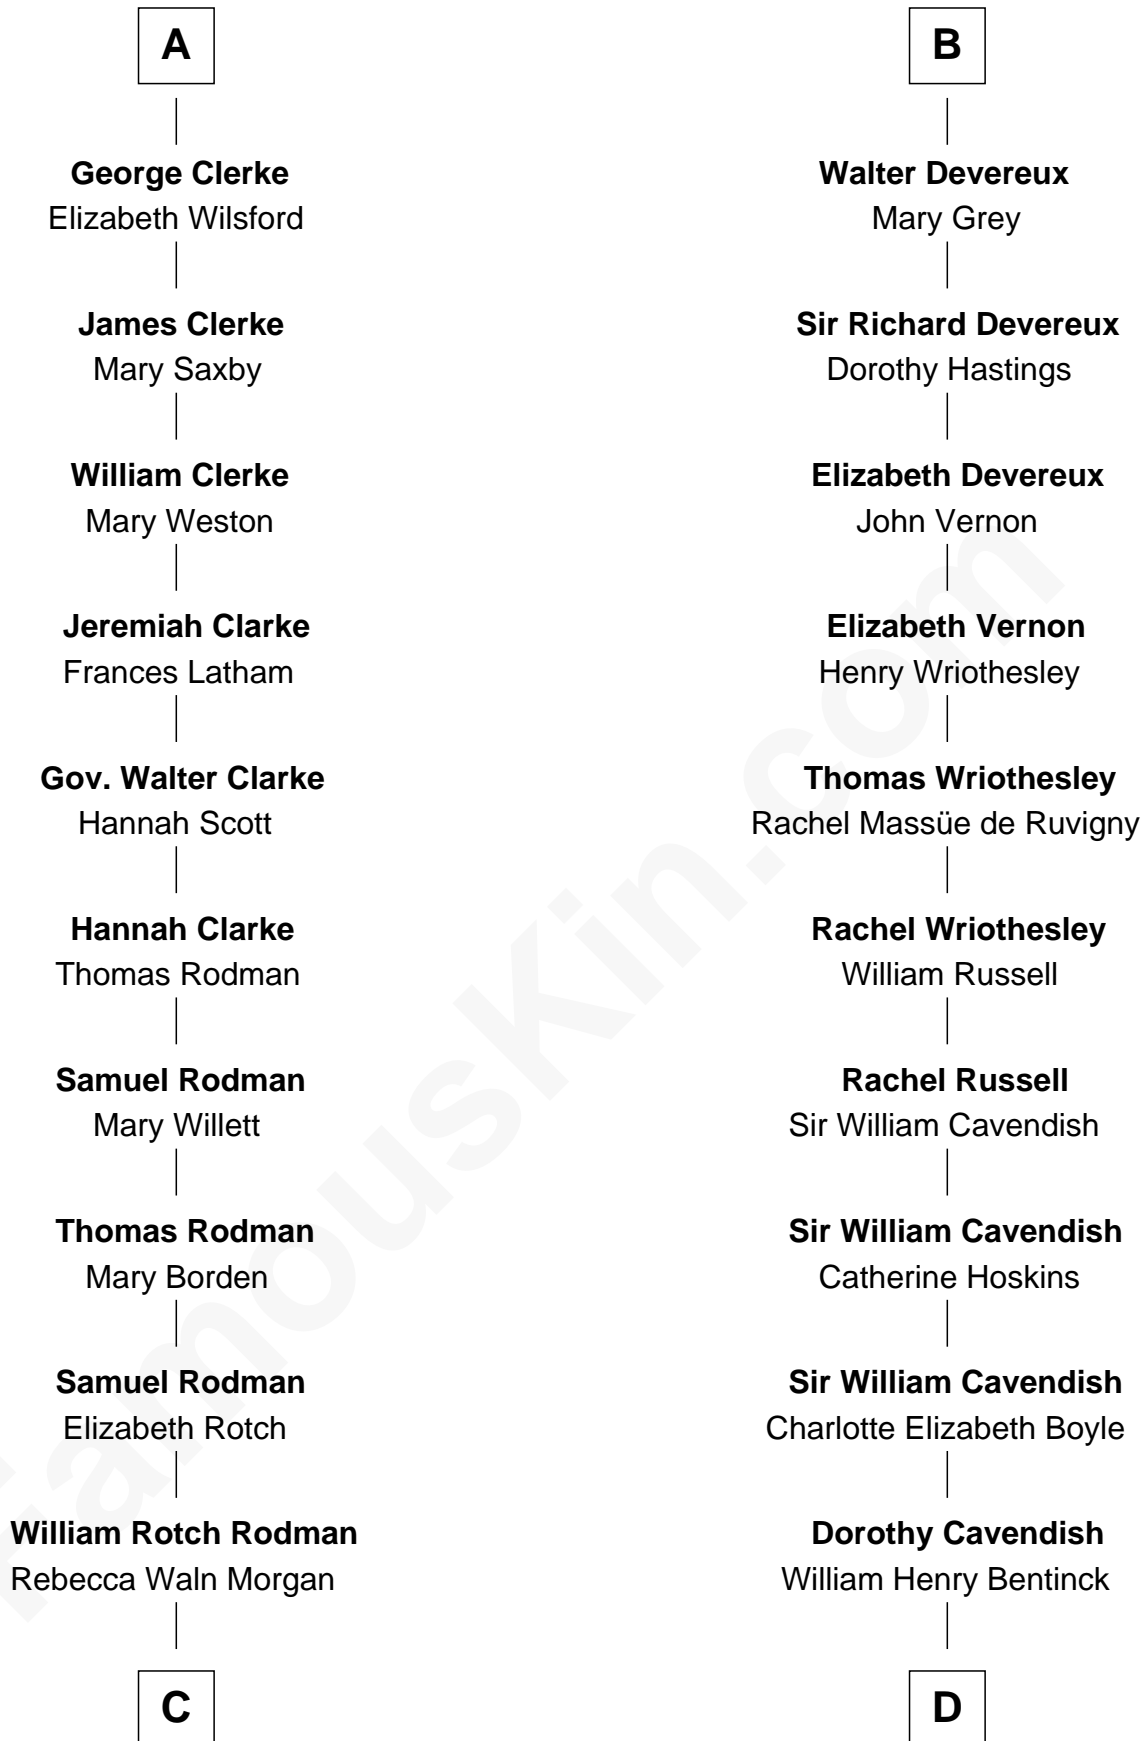 A
George Clerke
Elizabeth Wilsford
James Clerke
Mary Saxby
William Clerke
Mary Weston
Jeremiah Clarke
Frances Latham
Gov. Walter Clarke
Hannah Scott
Hannah Clarke
Thomas Rodman
Samuel Rodman
Mary Willett
Thomas Rodman
Mary Borden
Samuel Rodman
Elizabeth Rotch
William Rotch Rodman
Rebecca Waln Morgan
C
B
Walter Devereux
Mary Grey
Sir Richard Devereux
Dorothy Hastings
Elizabeth Devereux
John Vernon
Elizabeth Vernon
Henry Wriothesley
Thomas Wriothesley
Rachel Massüe de Ruvigny
Rachel Wriothesley
William Russell
Rachel Russell
Sir William Cavendish
Sir William Cavendish
Catherine Hoskins
Sir William Cavendish
Charlotte Elizabeth Boyle
Dorothy Cavendish
William Henry Bentinck
D
FamousKin.com